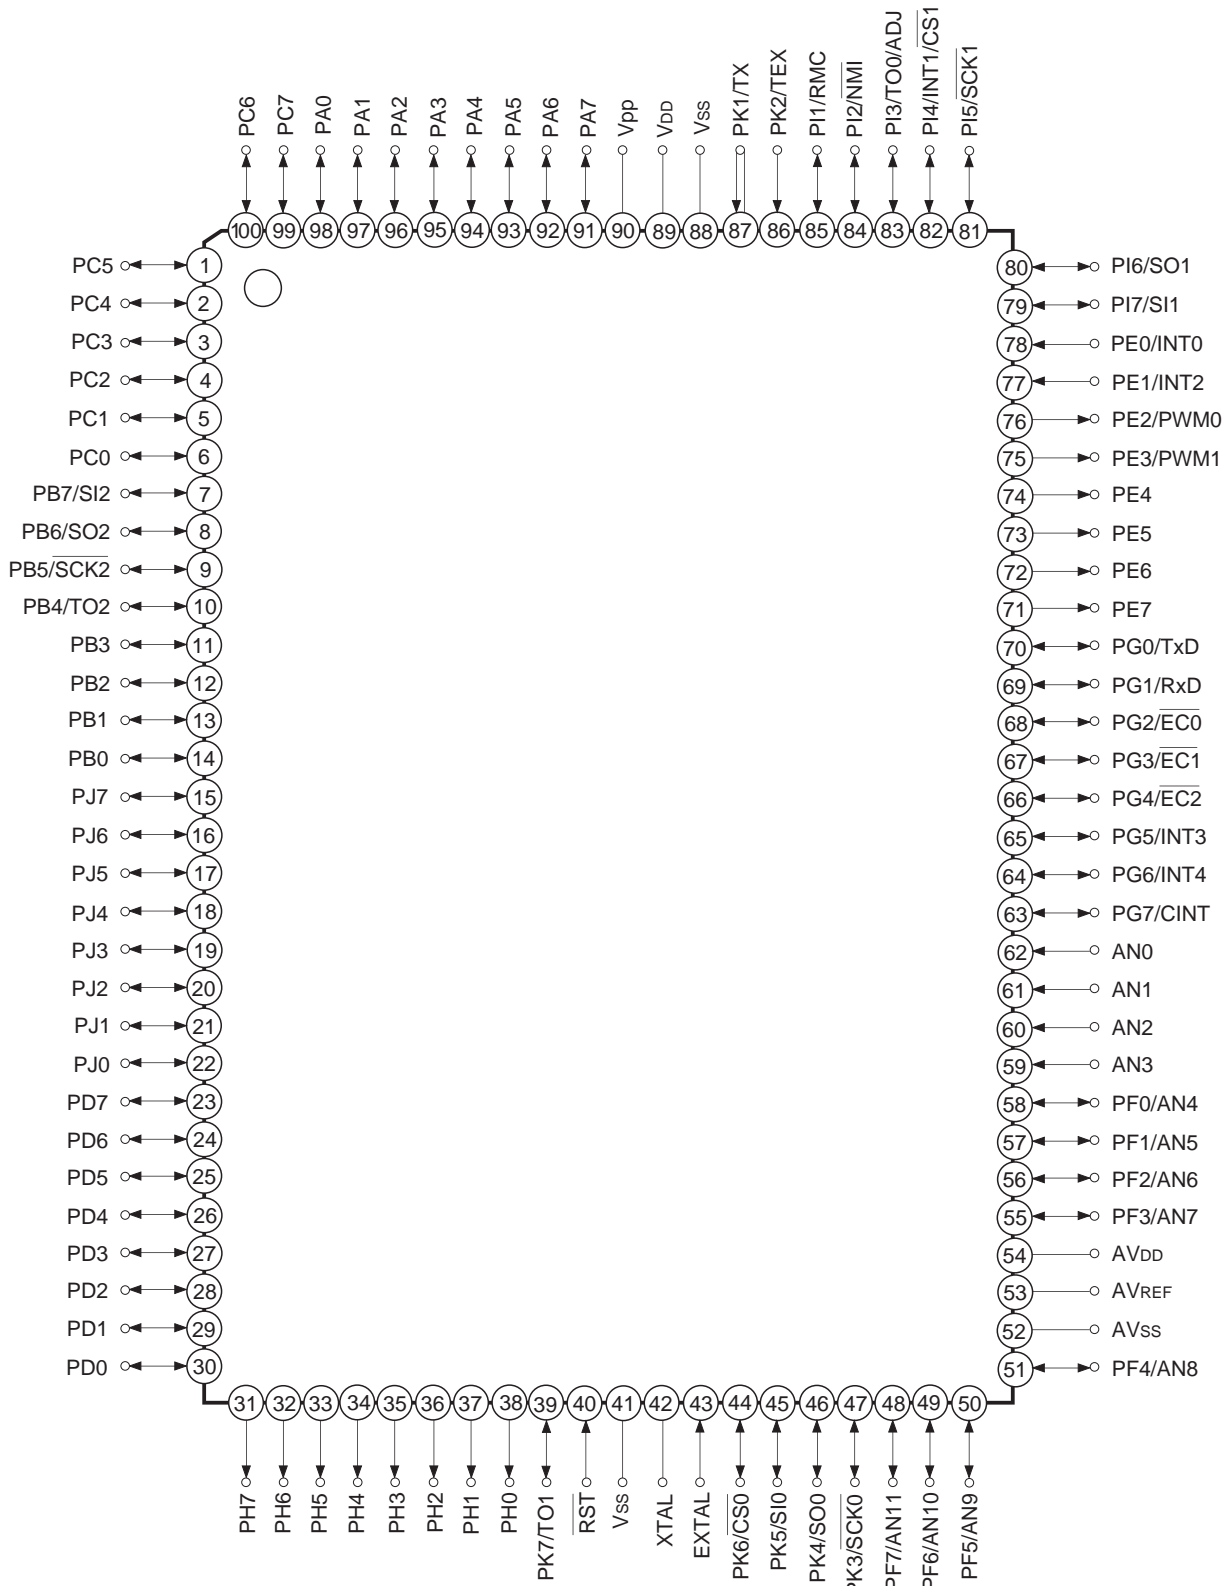 PC6
PC7
PA0
PA1
PA2
PA3
PA4
PA5
PA6
PA7
Vpp
VDD
VSS
PK1/TX
PK2/TEX
PI1/RMC
PI2/NMI
PI3/TO0/ADJ
PI4/INT1/CS1
PI5/SCK1
100
99
98
97
96
95
94
93
92
91
90
89
88
87
86
85
84
83
82
81
PC5 1
PC4 2
PC3 3
PC2 4
PC1 5
PC0 6
PB7/SI2 7
PB6/SO2 8
PB5/SCK2 9
PB4/TO2 10
PB3 11
PB2 12
PB1 13
PB0 14
PJ7 15
PJ6 16
PJ5 17
PJ4 18
PJ3 19
PJ2 20
PJ1 21
PJ0 22
PD7 23
PD6 24
PD5 25
PD4 26
PD3 27
PD2 28
PD1 29
PD0 30
80 PI6/SO1
79 PI7/SI1
78 PE0/INT0
77 PE1/INT2
76 PE2/PWM0
75 PE3/PWM1
74 PE4
73 PE5
72 PE6
71 PE7
70 PG0/TxD
69 PG1/RxD
68 PG2/EC0
67 PG3/EC1
66 PG4/EC2
65 PG5/INT3
64 PG6/INT4
63 PG7/CINT
62 AN0
61 AN1
60 AN2
59 AN3
58 PF0/AN4
57 PF1/AN5
56 PF2/AN6
55 PF3/AN7
54 AVDD
53 AVREF
52 AVSS
51 PF4/AN8
31
32
33
34
35
36
37
38
39
40
41
42
43
44
45
46
47
48
49
50
PH7
PH6
PH5
PH4
PH3
PH2
PH1
PH0
PK7/TO1
RST
VSS
XTAL
EXTAL
PK6/CS0
PK5/SI0
PK4/SO0
PK3/SCK0
PF7/AN11
PF6/AN10
PF5/AN9